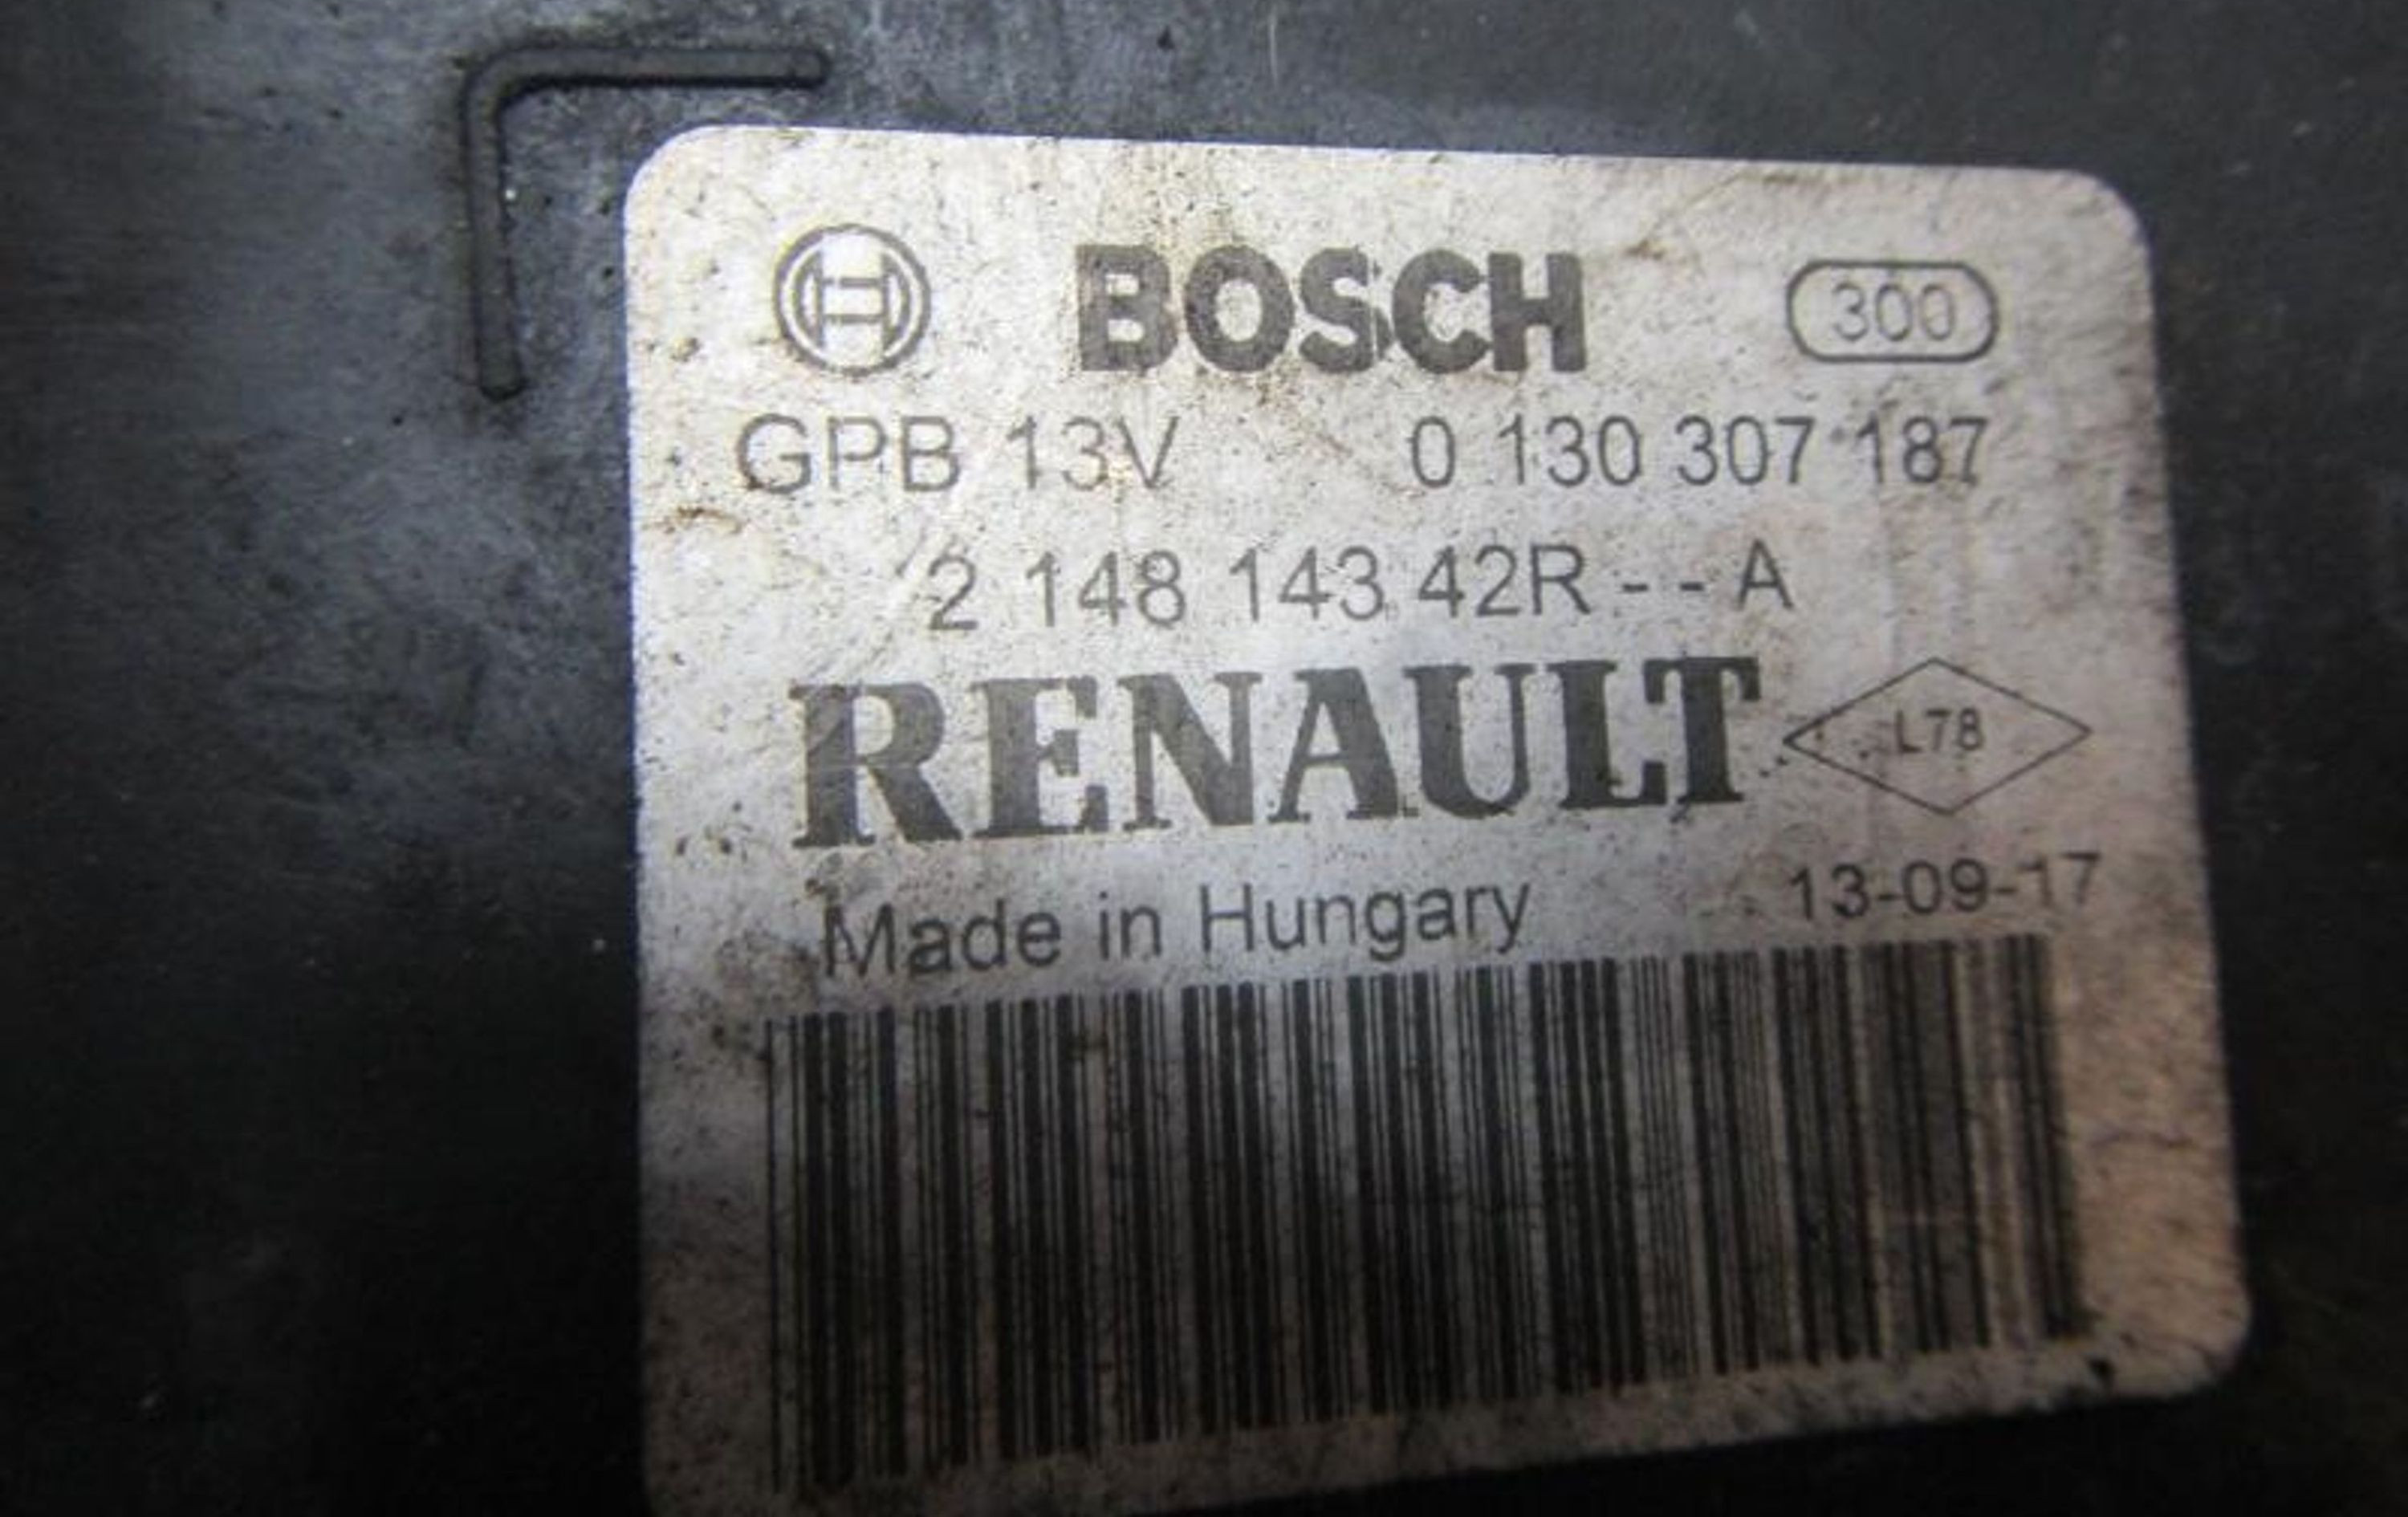 BOSCH 300
GPB 13V 0 130 307 187
2 148 143 42R - - A
RENAULT L78
Made in Hungary 13-09-17